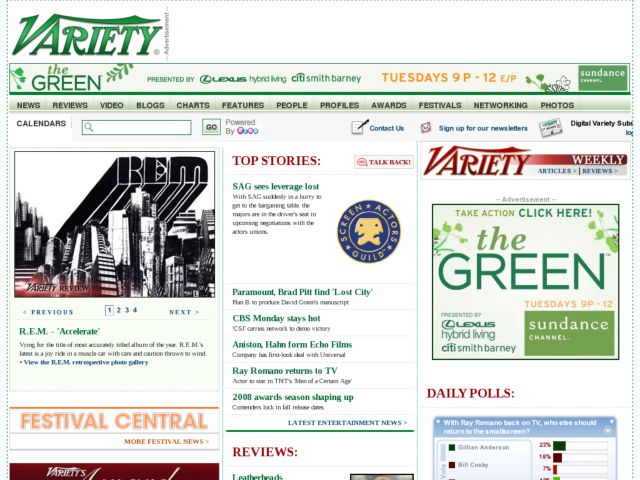 VARIETY
-- Advertisement --
the GREEN
PRESENTED BY LEXUS hybrid living citi smith barney
TUESDAYS 9P - 12 E/P
sundance
CHANNEL
NEWS REVIEWS VIDEO BLOGS CHARTS FEATURES PEOPLE PROFILES AWARDS FESTIVALS NETWORKING PHOTOS
CALENDARS
GO
Powered
By
Contact Us
Sign up for our newsletters
Digital Variety Subs
REM
VARIETY REVIEW
< PREVIOUS 1 2 3 4 NEXT >
R.E.M. - 'Accelerate'
Vying for the title of most accurately titled album of the year. R.E.M.'s
latest is a joy ride in a muscle car with care and caution thrown to wind.
• View the R.E.M. retrospective photo gallery
FESTIVAL CENTRAL
MORE FESTIVAL NEWS >
VARIETY'S
TOP STORIES:
TALK BACK!
SAG sees leverage lost
With SAG suddenly in a hurry to
get to the bargaining table, the
majors are in the driver's seat in
upcoming negotiations with the
actors unions.
SCREEN ACTORS GUILD
Paramount, Brad Pitt find 'Lost City'
Plan B to produce David Grann's manuscript
CBS Monday stays hot
'CSI' carries network to demo victory
Aniston, Hahn form Echo Films
Company has first-look deal with Universal
Ray Romano returns to TV
Actor to star in TNT's 'Men of a Certain Age'
2008 awards season shaping up
Contenders lock in fall release dates
LATEST ENTERTAINMENT NEWS >
REVIEWS:
Leatherheads
VARIETY WEEKLY
ARTICLES > | REVIEWS >
-- Advertisement --
TAKE ACTION CLICK HERE!
the
GREEN
TUESDAYS 9P - 12
PRESENTED BY
LEXUS
hybrid living
citi smith barney
sundance
CHANNEL
DAILY POLLS:
With Ray Romano back on TV, who else should
return to the smallscreen?
Vote
Gillian Anderson 23%
Bill Cosby 16%
7%
42%